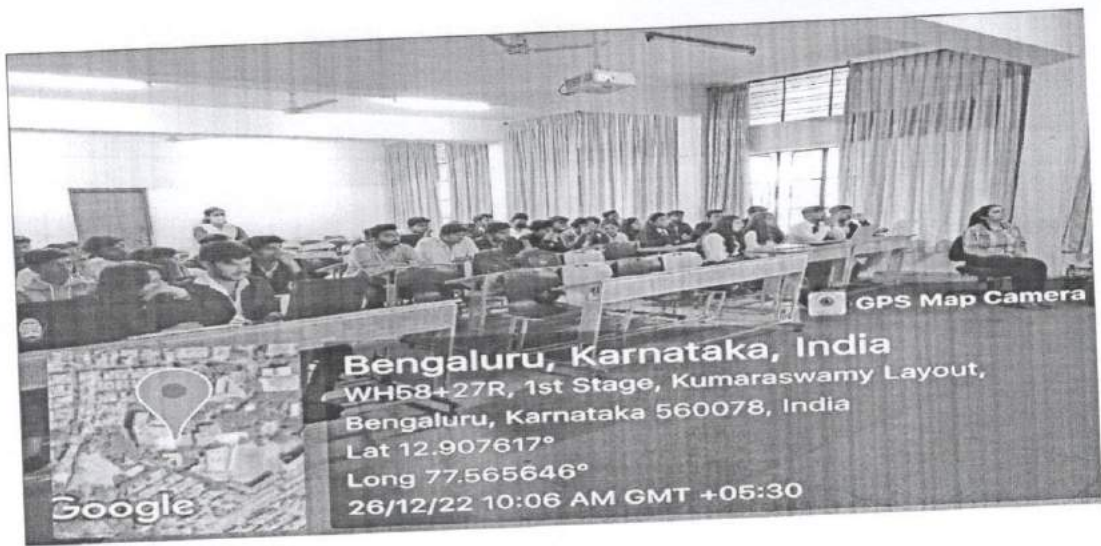 GPS Map Camera
Bengaluru, Karnataka, India
WH58+27R, 1st Stage, Kumaraswamy Layout,
Bengaluru, Karnataka 560078, India
Lat 12.907617°
Long 77.565646°
26/12/22 10:06 AM GMT +05:30
Google